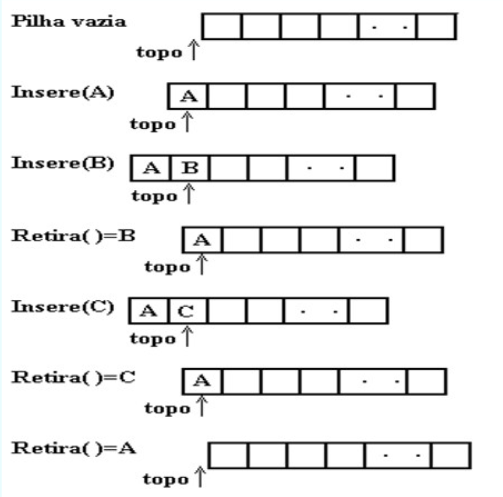 Pilha vazia
topo
Insere(A)
A
topo
Insere(B)
A B
topo
Retira( )=B
A
topo
Insere(C)
A C
topo
Retira( )=C
A
topo
Retira( )=A
topo